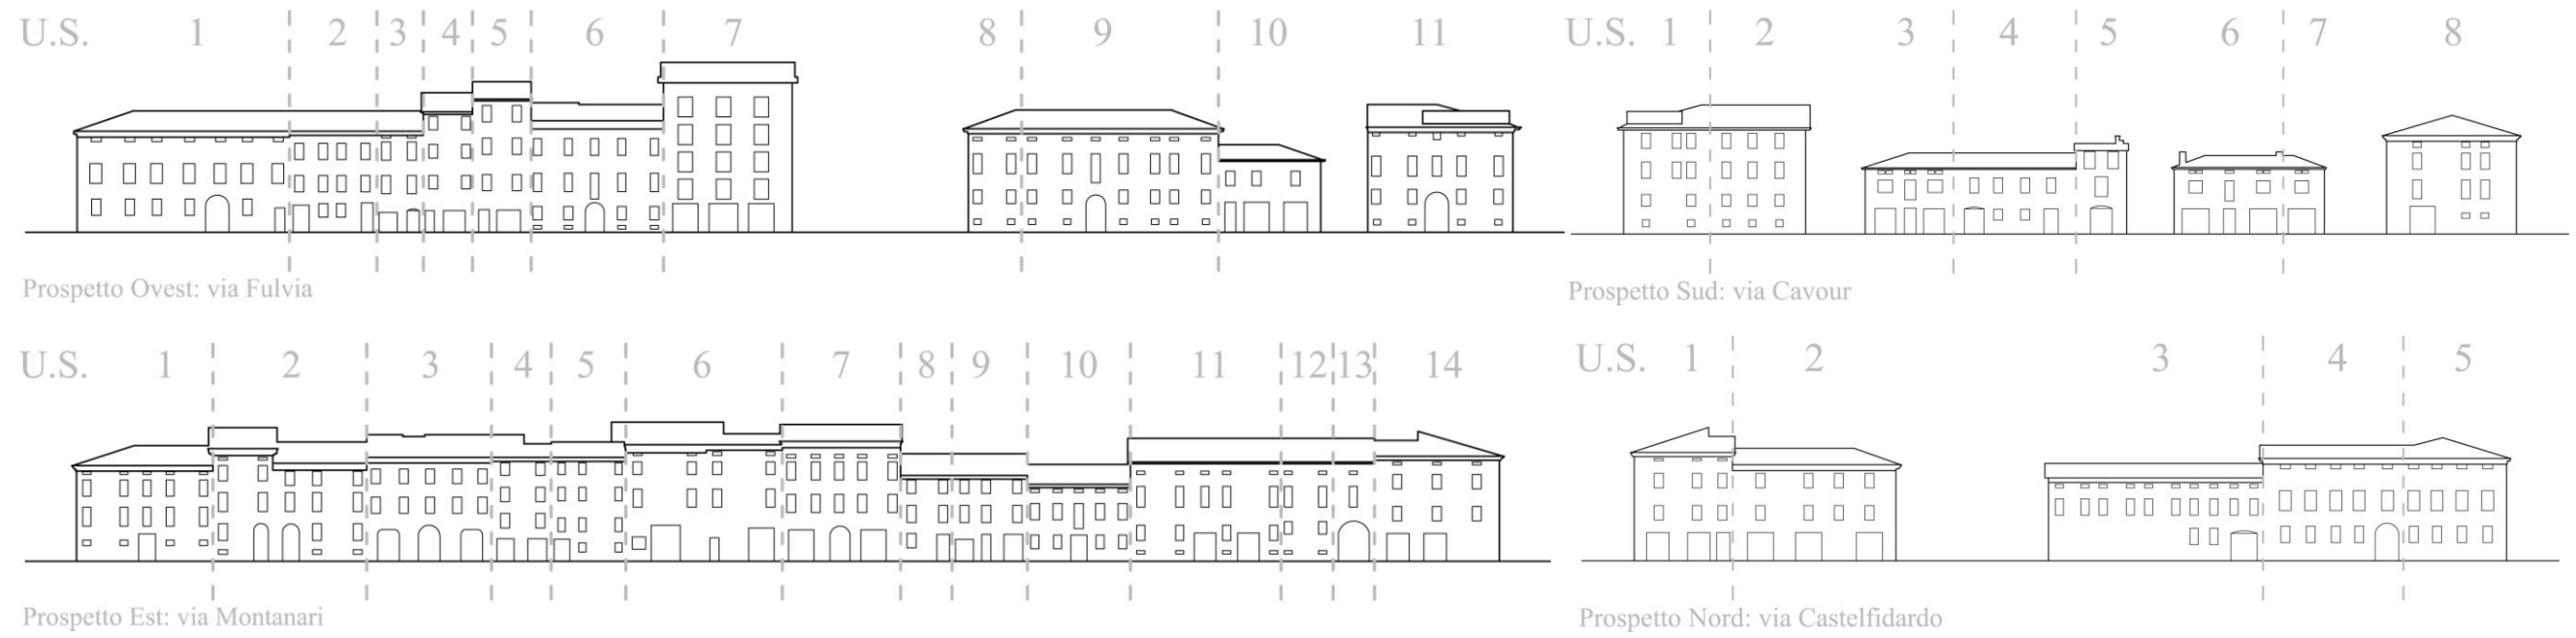 U.S. 1 2 3 4 5 6 7 8 9 10 11
Prospetto Ovest: via Fulvia
U.S. 1 2 3 4 5 6 7 8
Prospetto Sud: via Cavour
U.S. 1 2 3 4 5 6 7 8 9 10 11 12 13 14
Prospetto Est: via Montanari
U.S. 1 2 3 4 5
Prospetto Nord: via Castelfidardo